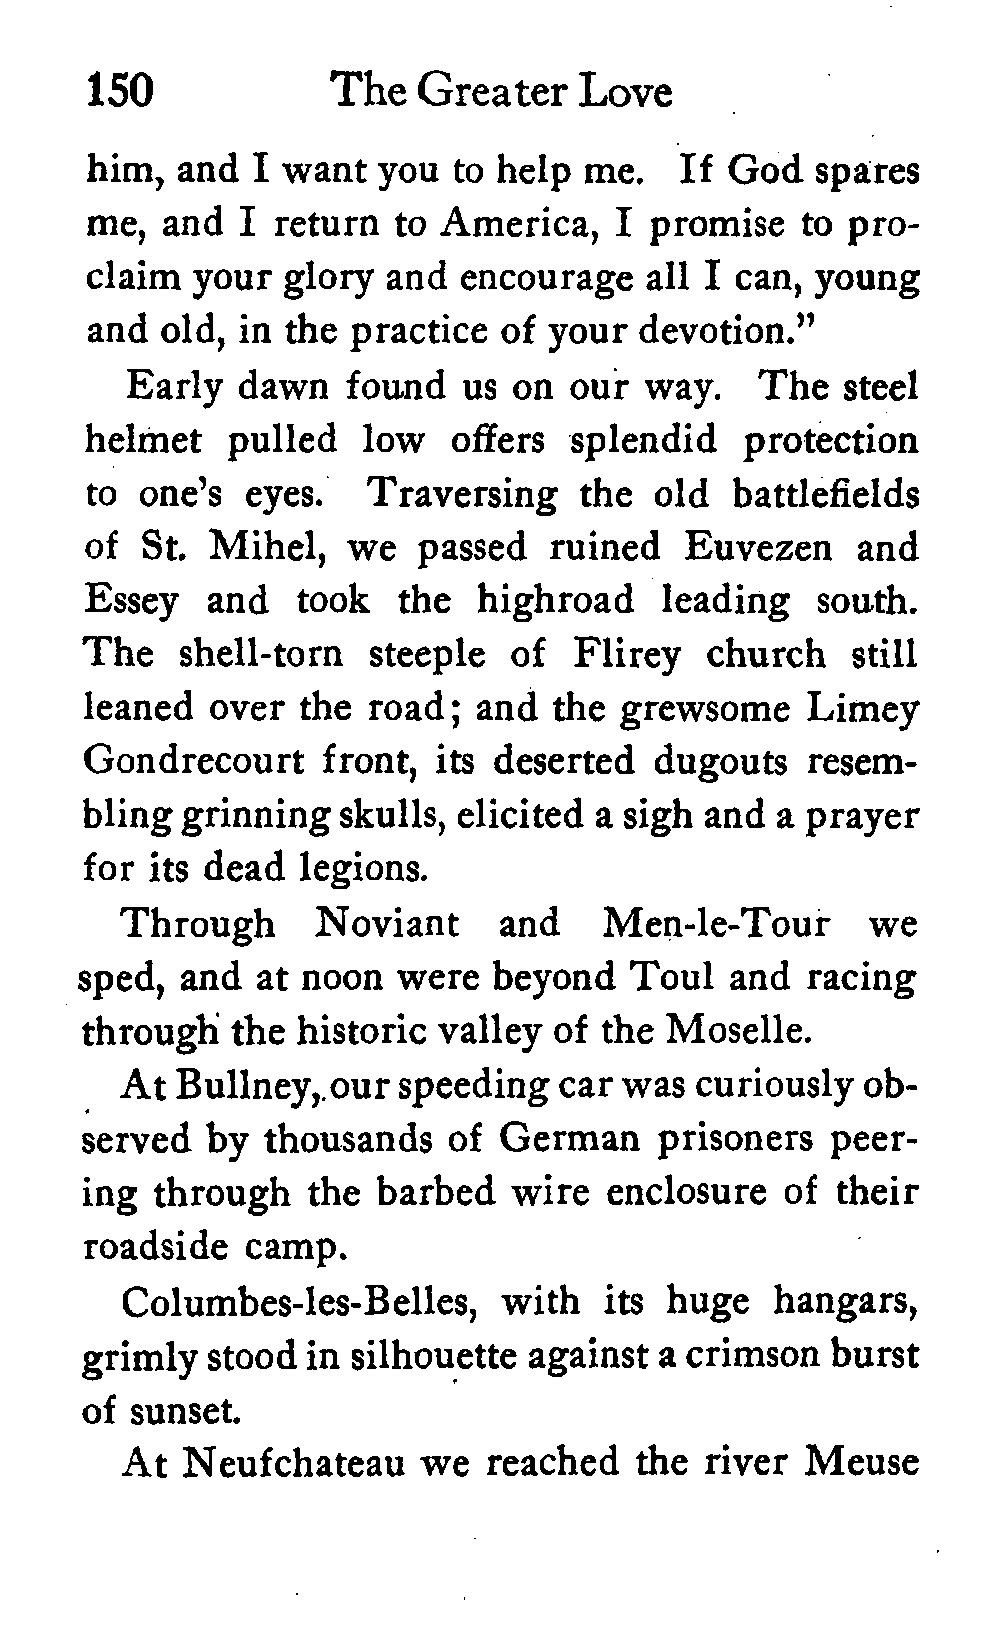 150 The Greater Love
him, and I want you to help me. If God spares
me, and I return to America, I promise to pro-
claim your glory and encourage all I can, young
and old, in the practice of your devotion."
Early dawn found us on our way. The steel
helmet pulled low offers splendid protection
to one's eyes. Traversing the old battlefields
of St. Mihel, we passed ruined Euvezen and
Essey and took the highroad leading south.
The shell-torn steeple of Flirey church still
leaned over the road; and the grewsome Limey
Gondrecourt front, its deserted dugouts resem-
bling grinning skulls, elicited a sigh and a prayer
for its dead legions.
Through Noviant and Men-le-Tour we
sped, and at noon were beyond Toul and racing
through the historic valley of the Moselle.
At Bullney, our speeding car was curiously ob-
served by thousands of German prisoners peer-
ing through the barbed wire enclosure of their
roadside camp.
Columbes-les-Belles, with its huge hangars,
grimly stood in silhouette against a crimson burst
of sunset.
At Neufchateau we reached the river Meuse